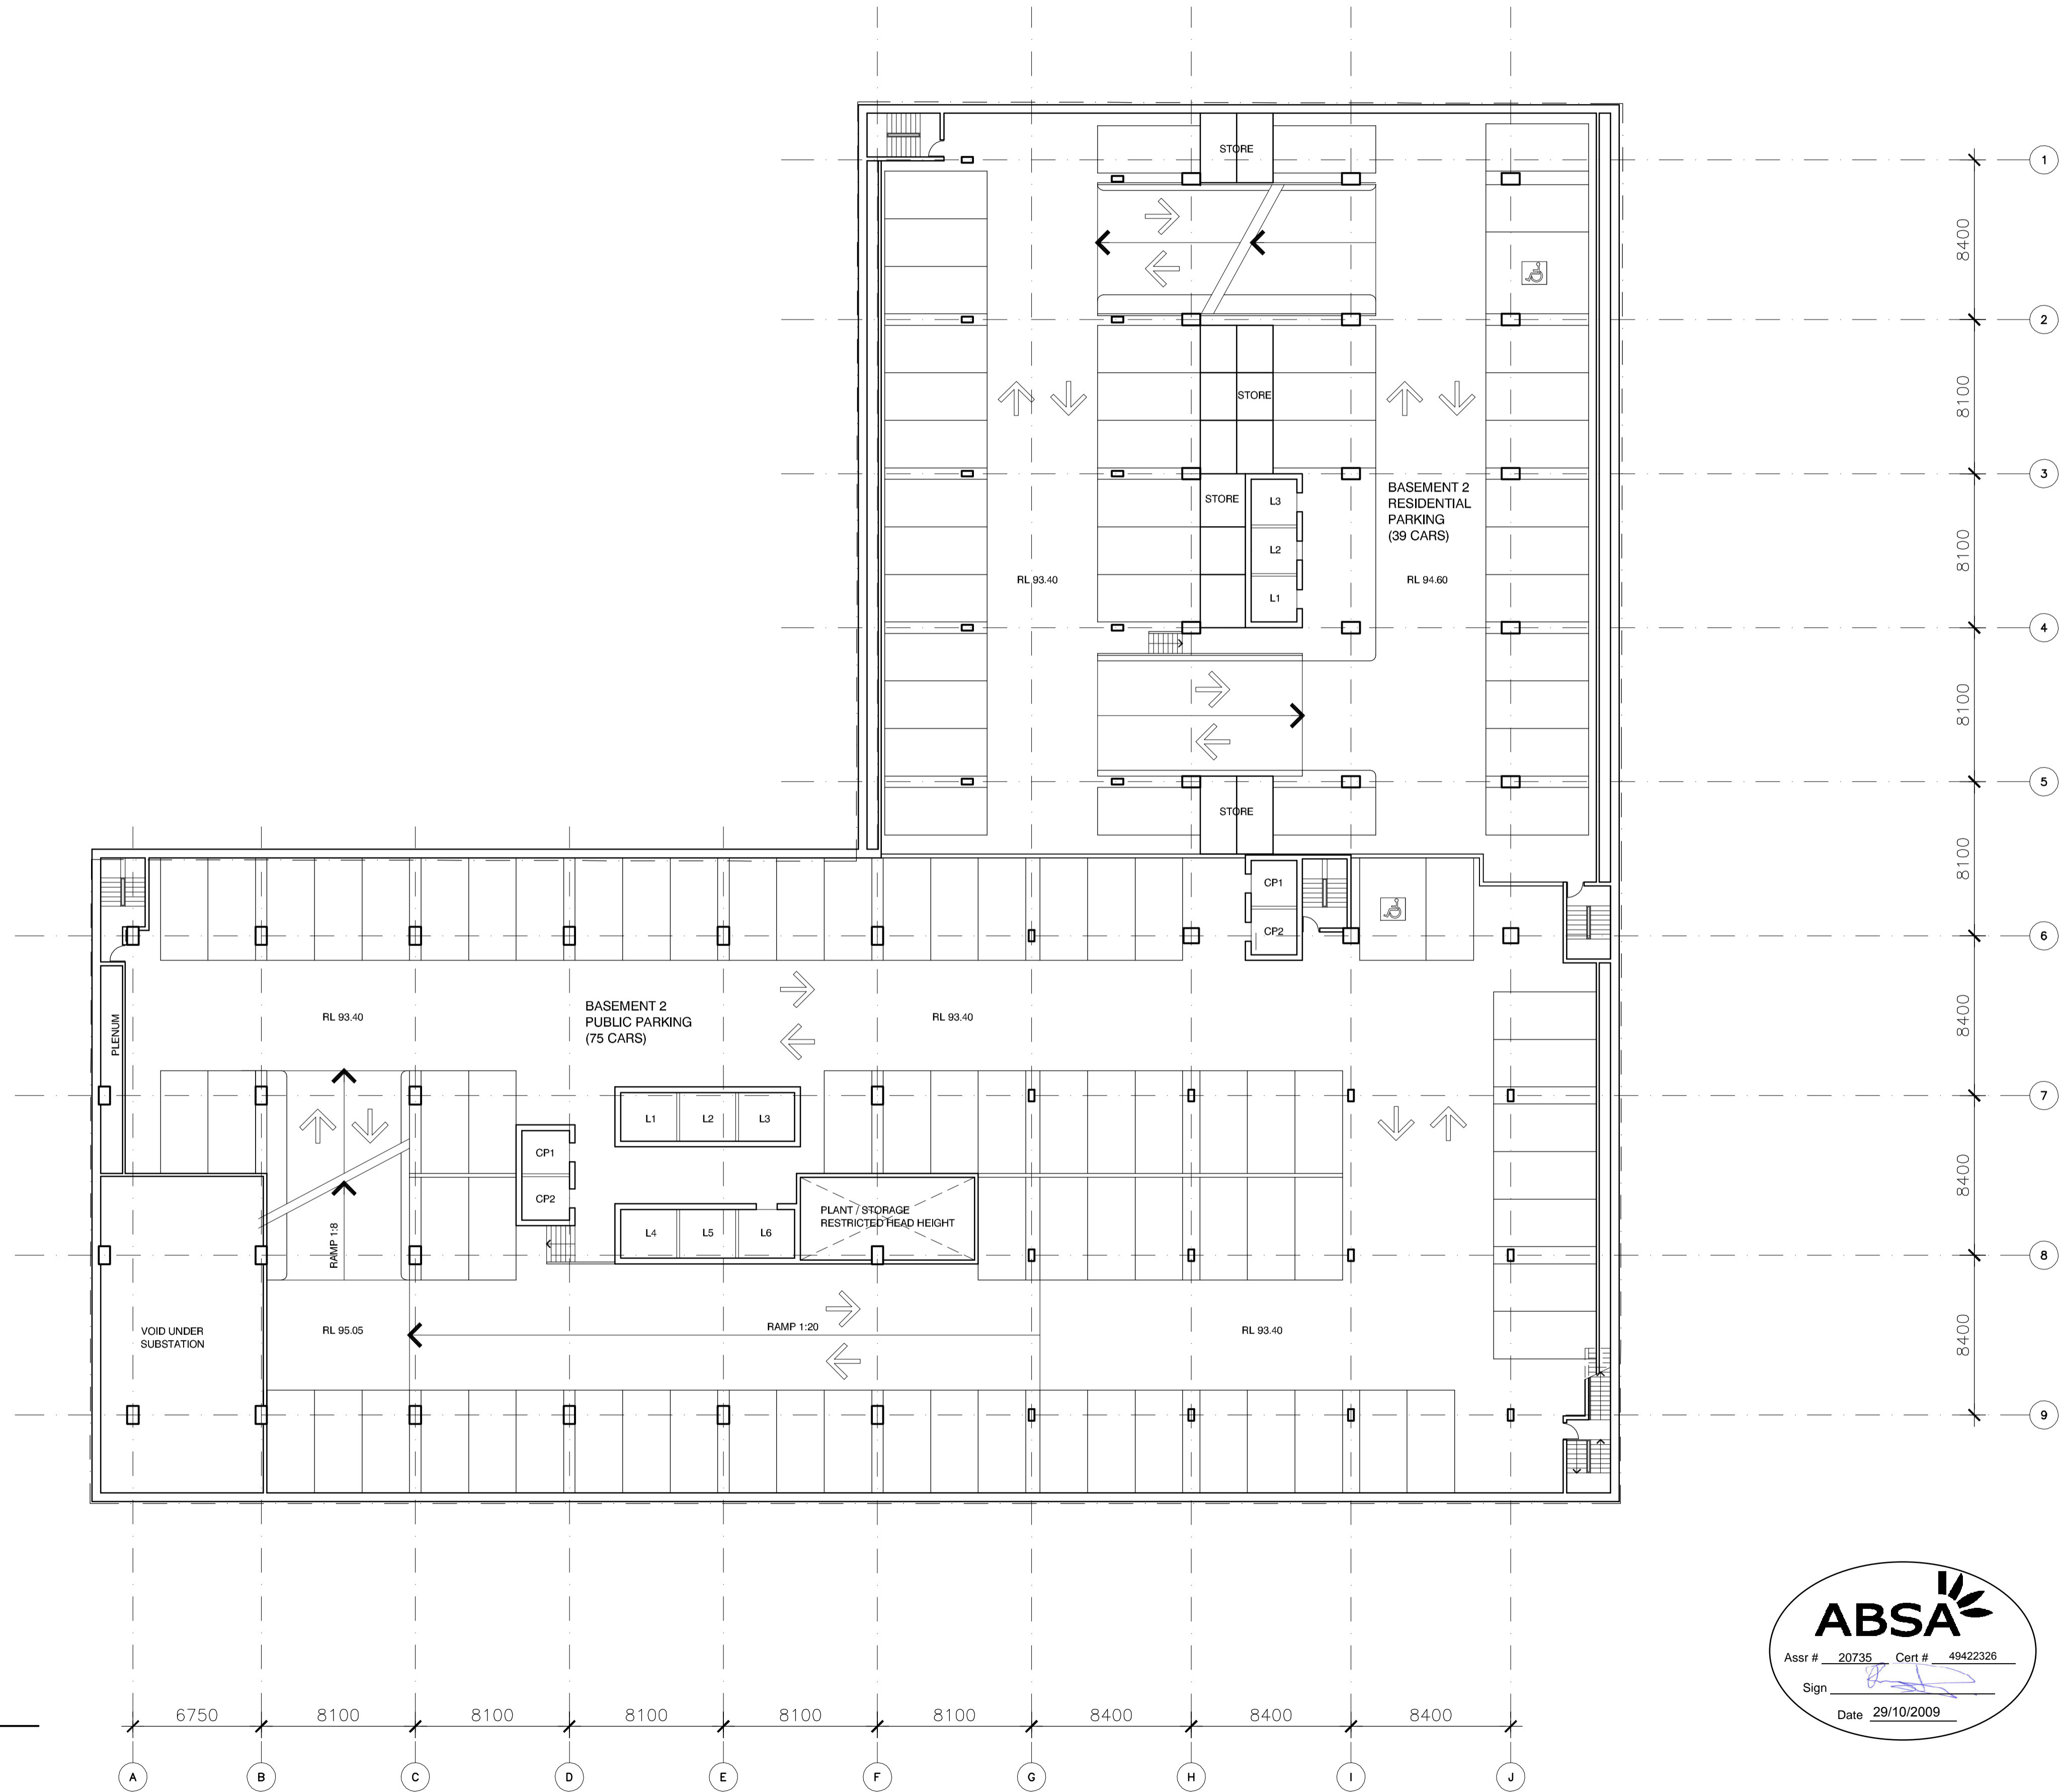 STORE
1
8400
2
STORE
8100
3
STORE
L3
L2
L1
BASEMENT 2
RESIDENTIAL
PARKING
(39 CARS)
8100
RL 93.40
RL 94.60
4
8100
5
STORE
8100
CP1
CP2
6
PLENUM
RL 93.40
BASEMENT 2
PUBLIC PARKING
(75 CARS)
RL 93.40
8400
7
L1
L2
L3
CP1
CP2
8400
PLANT / STORAGE
RESTRICTED HEAD HEIGHT
L4
L5
L6
RAMP 1:8
8
VOID UNDER
SUBSTATION
RL 95.05
RAMP 1:20
RL 93.40
8400
9
ABSA
Assr # 20735 Cert # 49422326
Sign
Date 29/10/2009
6750
8100
8100
8100
8100
8100
8400
8400
8400
A
B
C
D
E
F
G
H
I
J